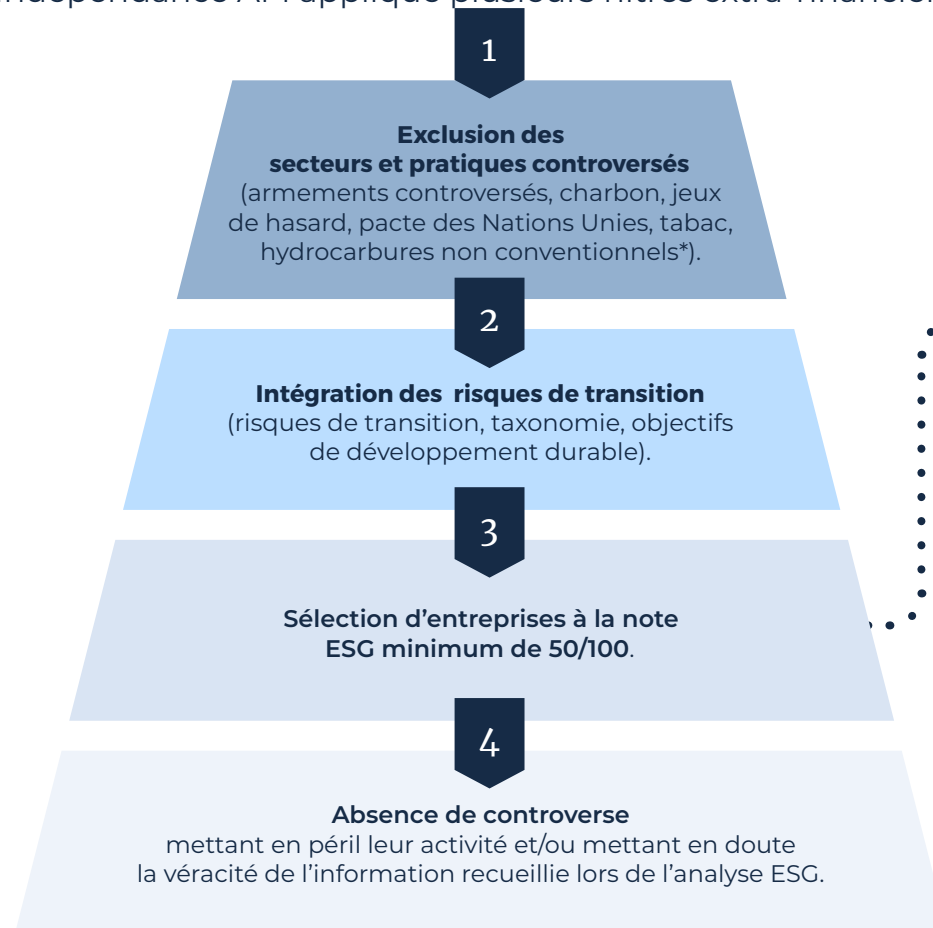 1
Exclusion des
secteurs et pratiques controversés
(armements controversés, charbon, jeux
de hasard, pacte des Nations Unies, tabac,
hydrocarbures non conventionnels*).
2
Intégration des risques de transition
(risques de transition, taxonomie, objectifs
de développement durable).
3
Sélection d’entreprises à la note
ESG minimum de 50/100.
4
Absence de controverse
mettant en péril leur activité et/ou mettant en doute
la véracité de l’information recueillie lors de l’analyse ESG.